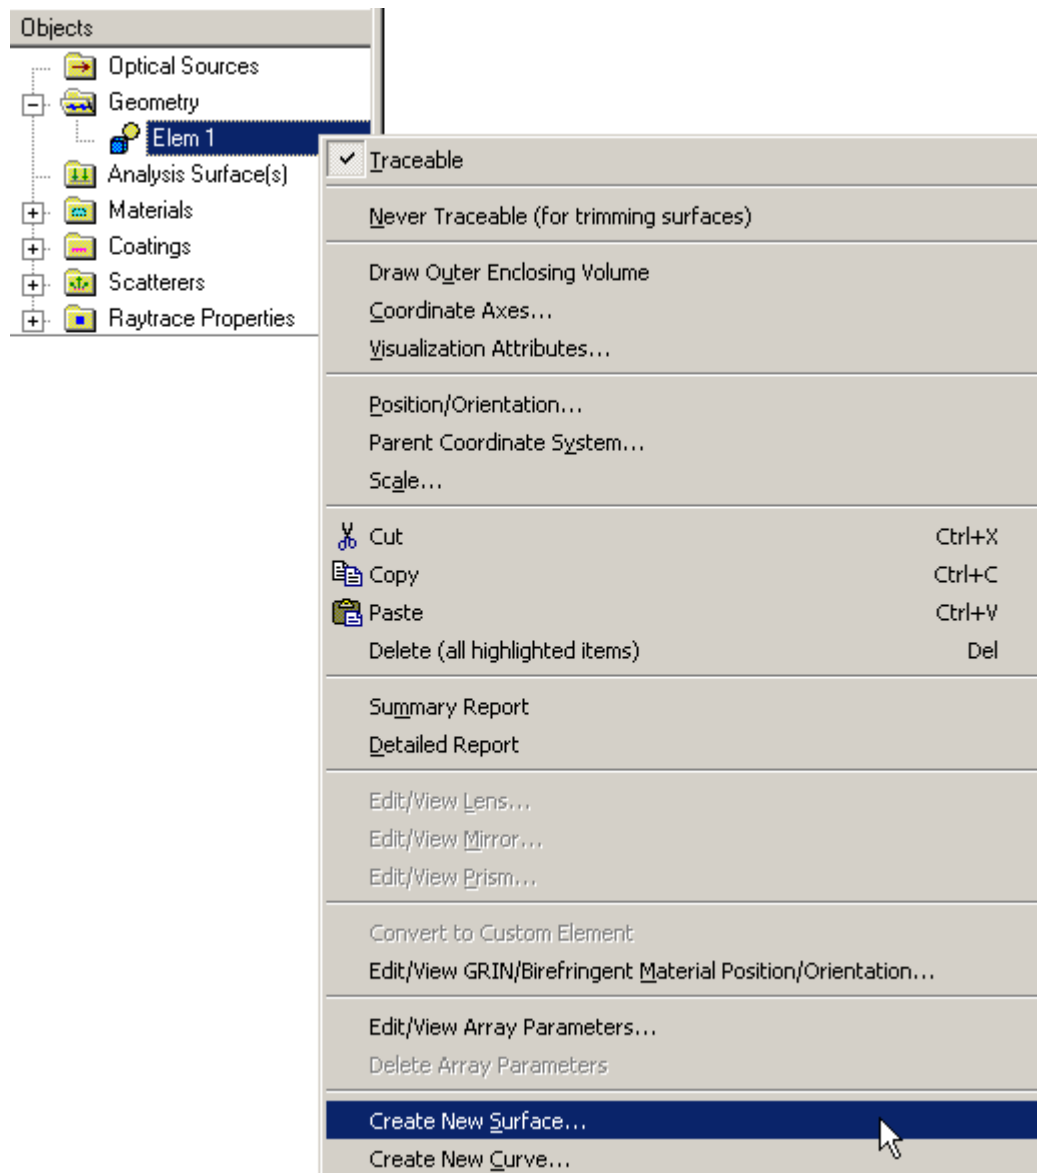 Objects
Optical Sources
Geometry
Elem 1
Analysis Surface(s)
Materials
Coatings
Scatterers
Raytrace Properties
Traceable
Never Traceable (for trimming surfaces)
Draw Outer Enclosing Volume
Coordinate Axes...
Visualization Attributes...
Position/Orientation...
Parent Coordinate System...
Scale...
Cut Ctrl+X
Copy Ctrl+C
Paste Ctrl+V
Delete (all highlighted items) Del
Summary Report
Detailed Report
Edit/View Lens...
Edit/View Mirror...
Edit/View Prism...
Convert to Custom Element
Edit/View GRIN/Birefringent Material Position/Orientation...
Edit/View Array Parameters...
Delete Array Parameters
Create New Surface...
Create New Curve...